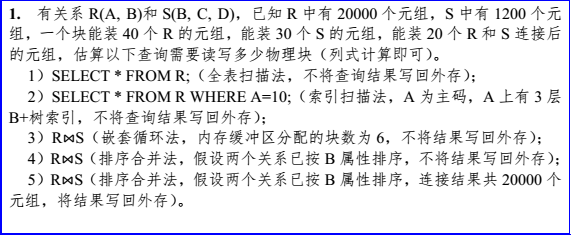 1. 有关系 R(A, B)和 S(B, C, D)，已知 R 中有 20000 个元组，S 中有 1200 个元
组，一个块能装 40 个 R 的元组，能装 30 个 S 的元组，能装 20 个 R 和 S 连接后
的元组，估算以下查询需要读写多少物理块（列式计算即可）。
1）SELECT * FROM R;（全表扫描法，不将查询结果写回外存）；
2）SELECT * FROM R WHERE A=10;（索引扫描法，A 为主码，A 上有 3 层
B+树索引，不将查询结果写回外存）；
3）R⋈S（嵌套循环法，内存缓冲区分配的块数为 6，不将结果写回外存）；
4）R⋈S（排序合并法，假设两个关系已按 B 属性排序，不将结果写回外存）；
5）R⋈S（排序合并法，假设两个关系已按 B 属性排序，连接结果共 20000 个
元组，将结果写回外存）。